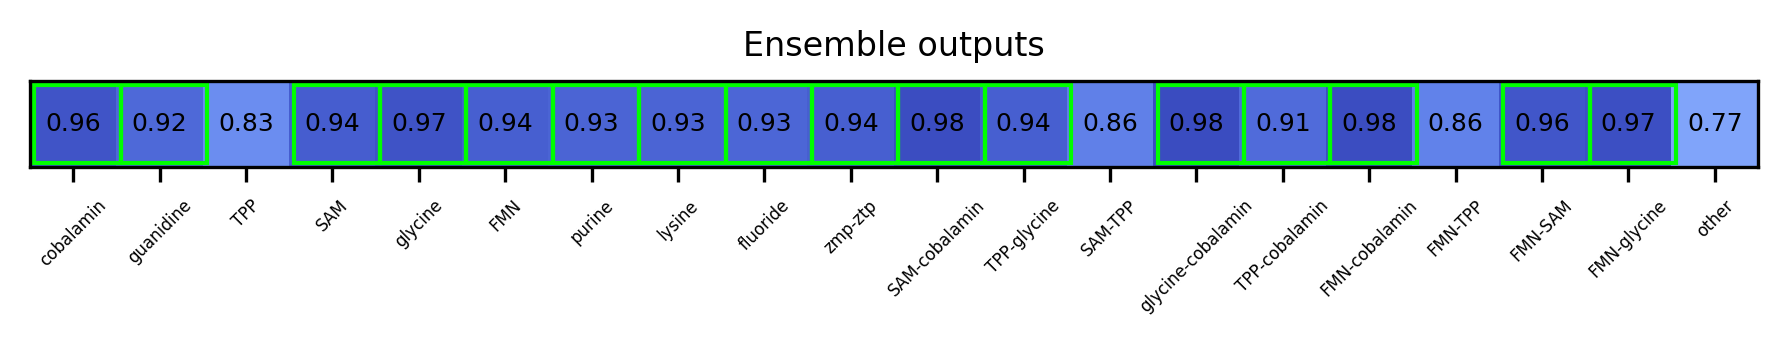 Ensemble outputs
0.96 0.92 0.83 0.94 0.97 0.94 0.93 0.93 0.93 0.94 0.98 0.94 0.86 0.98 0.91 0.98 0.86 0.96 0.97 0.77
cobalamin guanidine TPP SAM glycine FMN purine lysine fluoride zmp-ztp SAM-cobalamin TPP-glycine SAM-TPP glycine-cobalamin TPP-cobalamin FMN-cobalamin FMN-TPP FMN-SAM FMN-glycine other